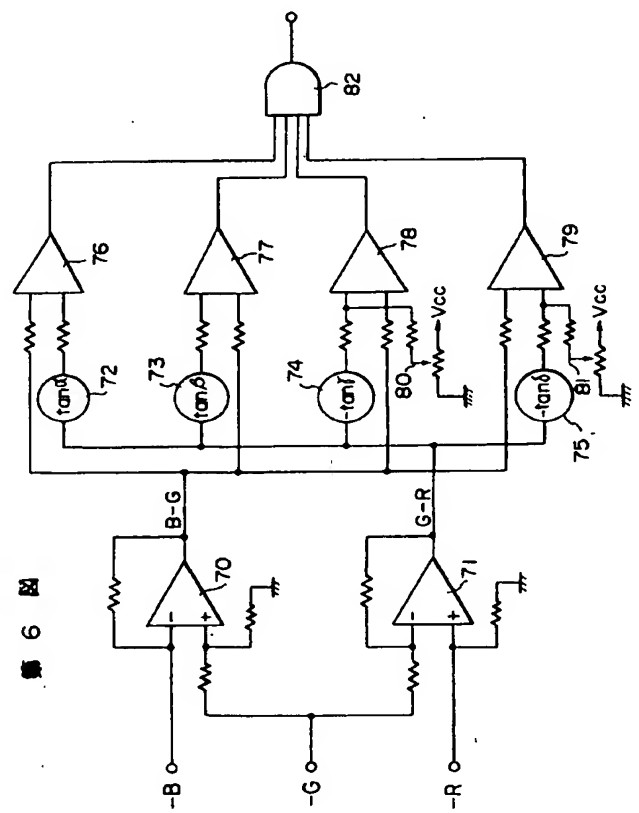 第 6 図
-B
-G
-R
B-G
G-R
70
71
tanα
72
tanβ
73
-tanγ
74
-tanδ
75
76
77
78
79
80
Vcc
81
Vcc
82
-
+
-
+